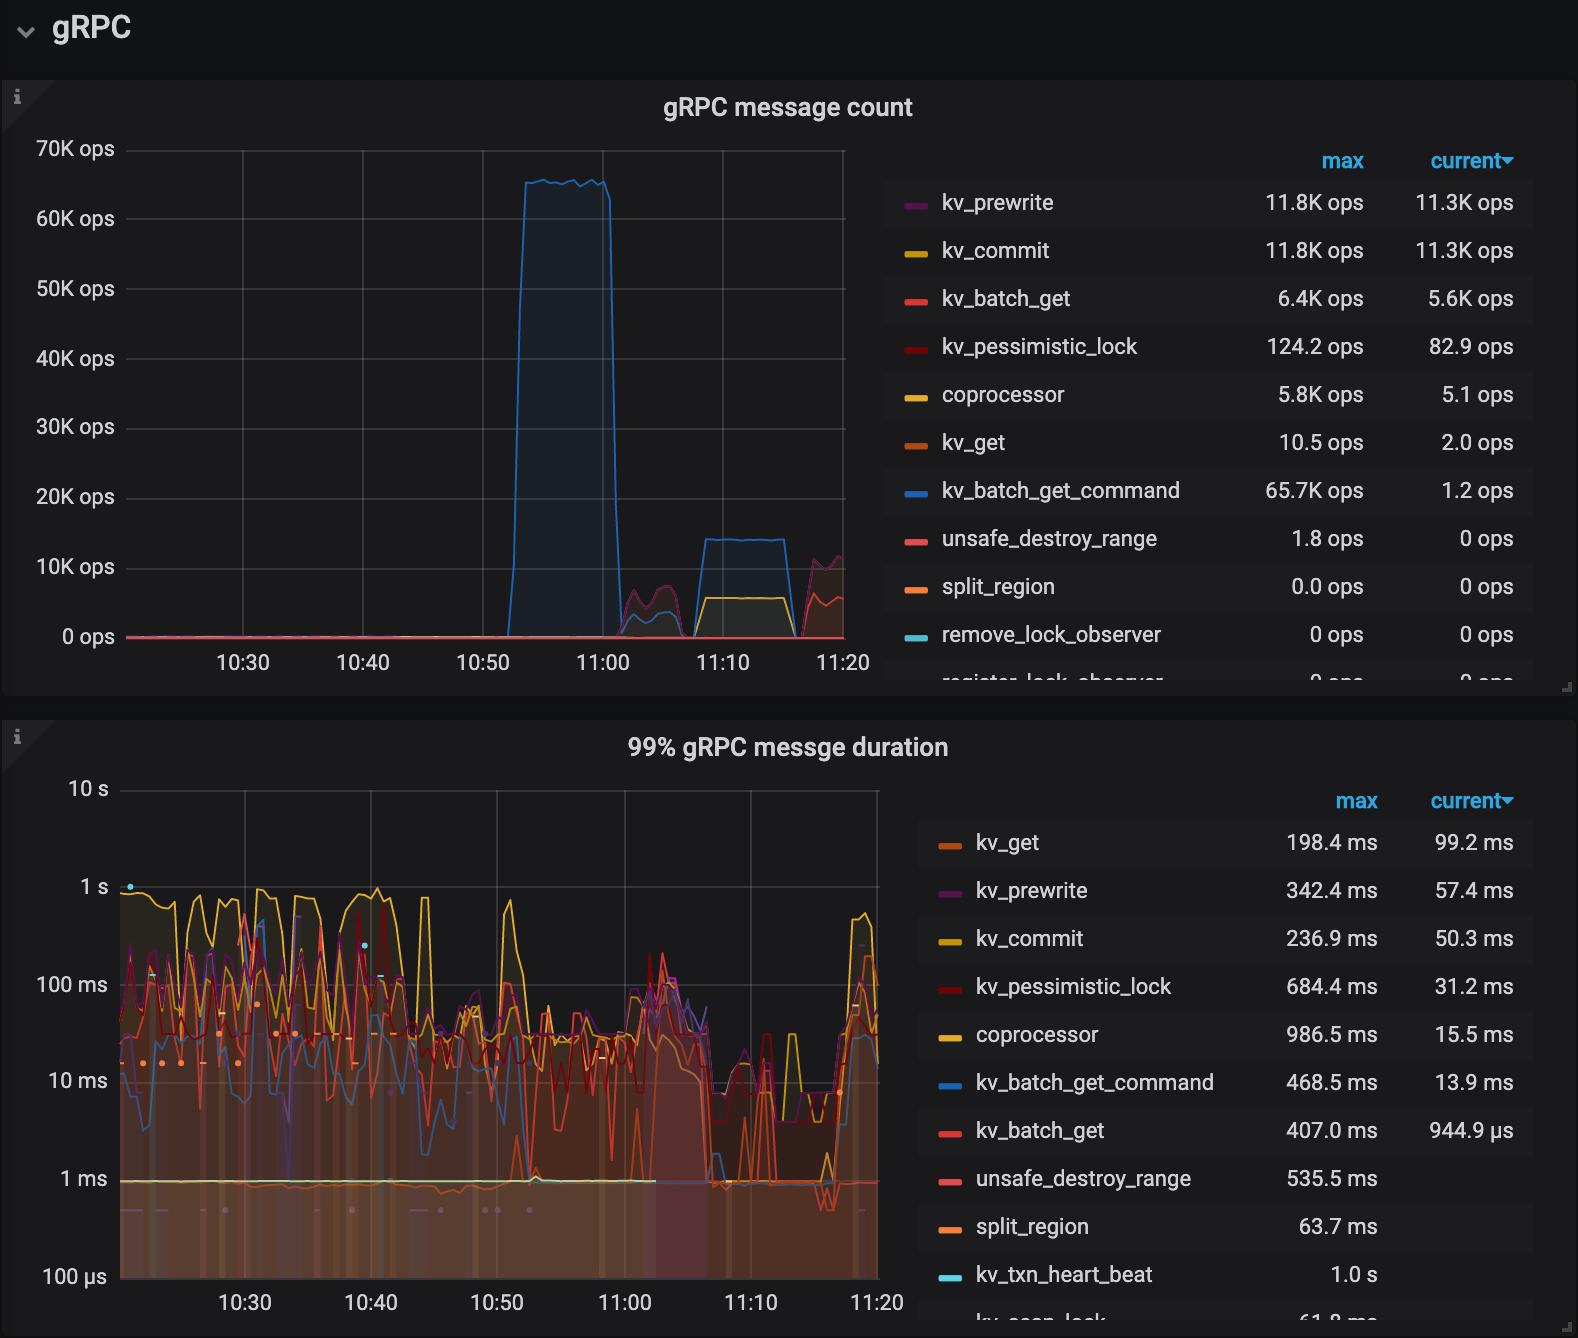 gRPC
gRPC message count
70K ops
60K ops
50K ops
40K ops
30K ops
20K ops
10K ops
0 ops
10:30 10:40 10:50 11:00 11:10 11:20
max current
kv_prewrite 11.8K ops 11.3K ops
kv_commit 11.8K ops 11.3K ops
kv_batch_get 6.4K ops 5.6K ops
kv_pessimistic_lock 124.2 ops 82.9 ops
coprocessor 5.8K ops 5.1 ops
kv_get 10.5 ops 2.0 ops
kv_batch_get_command 65.7K ops 1.2 ops
unsafe_destroy_range 1.8 ops 0 ops
split_region 0.0 ops 0 ops
remove_lock_observer 0 ops 0 ops
register_lock_observer 0 ops 0 ops
99% gRPC messge duration
10 s
1 s
100 ms
10 ms
1 ms
100 µs
10:30 10:40 10:50 11:00 11:10 11:20
max current
kv_get 198.4 ms 99.2 ms
kv_prewrite 342.4 ms 57.4 ms
kv_commit 236.9 ms 50.3 ms
kv_pessimistic_lock 684.4 ms 31.2 ms
coprocessor 986.5 ms 15.5 ms
kv_batch_get_command 468.5 ms 13.9 ms
kv_batch_get 407.0 ms 944.9 µs
unsafe_destroy_range 535.5 ms
split_region 63.7 ms
kv_txn_heart_beat 1.0 s
kv_scan_lock 61.8 ms